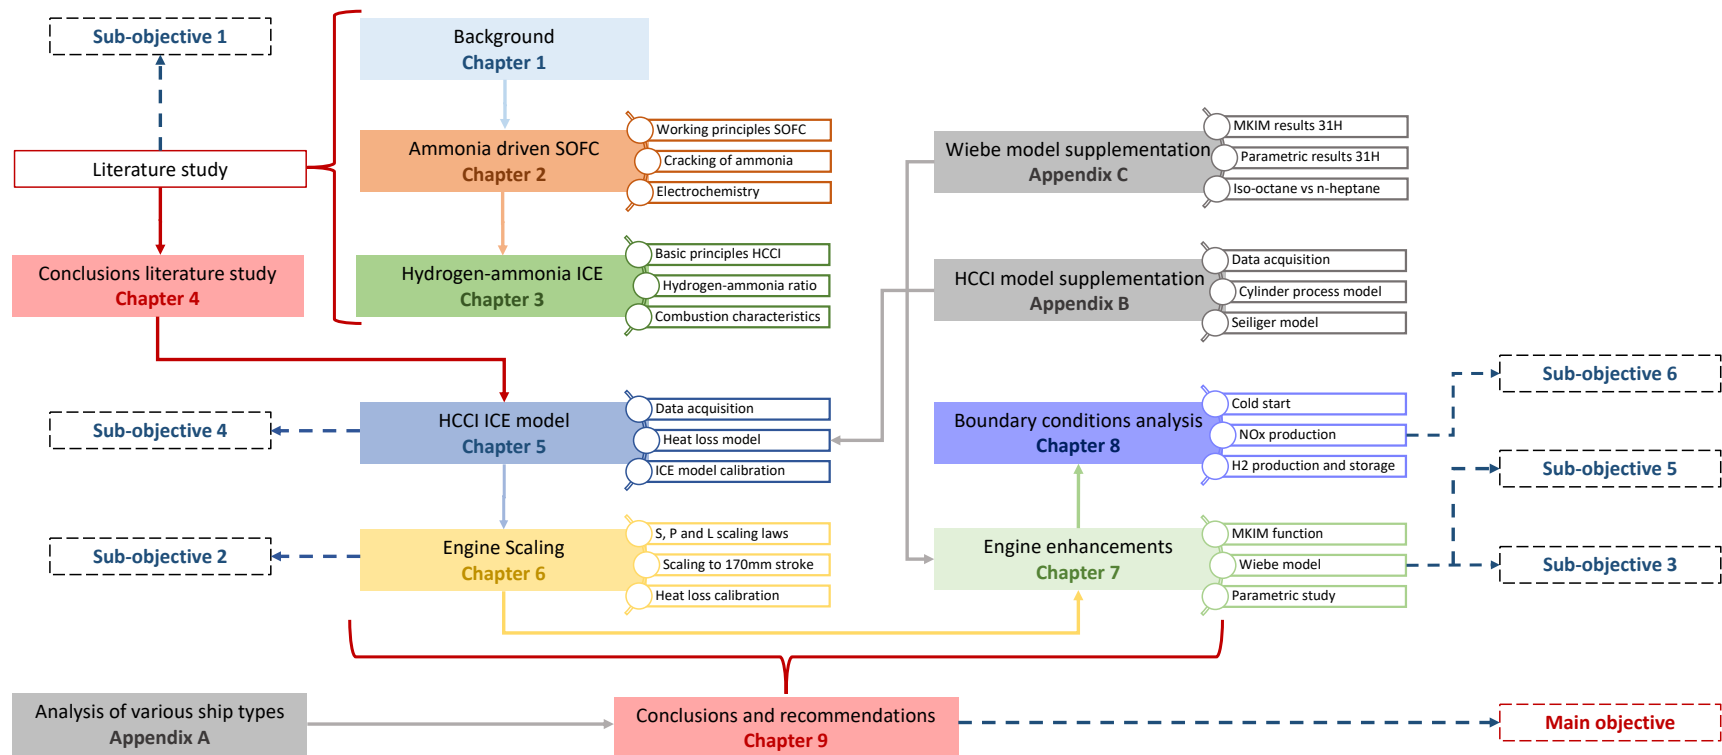 Sub-objective 1
Background
Chapter 1
Literature study
Ammonia driven SOFC
Chapter 2
Working principles SOFC
Cracking of ammonia
Electrochemistry
Wiebe model supplementation
Appendix C
MKIM results 31H
Parametric results 31H
Iso-octane vs n-heptane
Conclusions literature study
Chapter 4
Hydrogen-ammonia ICE
Chapter 3
Basic principles HCCI
Hydrogen-ammonia ratio
Combustion characteristics
HCCI model supplementation
Appendix B
Data acquisition
Cylinder process model
Seiliger model
Sub-objective 4
HCCI ICE model
Chapter 5
Data acquisition
Heat loss model
ICE model calibration
Boundary conditions analysis
Chapter 8
Cold start
NOx production
H2 production and storage
Sub-objective 6
Sub-objective 5
Sub-objective 2
Engine Scaling
Chapter 6
S, P and L scaling laws
Scaling to 170mm stroke
Heat loss calibration
Engine enhancements
Chapter 7
MKIM function
Wiebe model
Parametric study
Sub-objective 3
Analysis of various ship types
Appendix A
Conclusions and recommendations
Chapter 9
Main objective